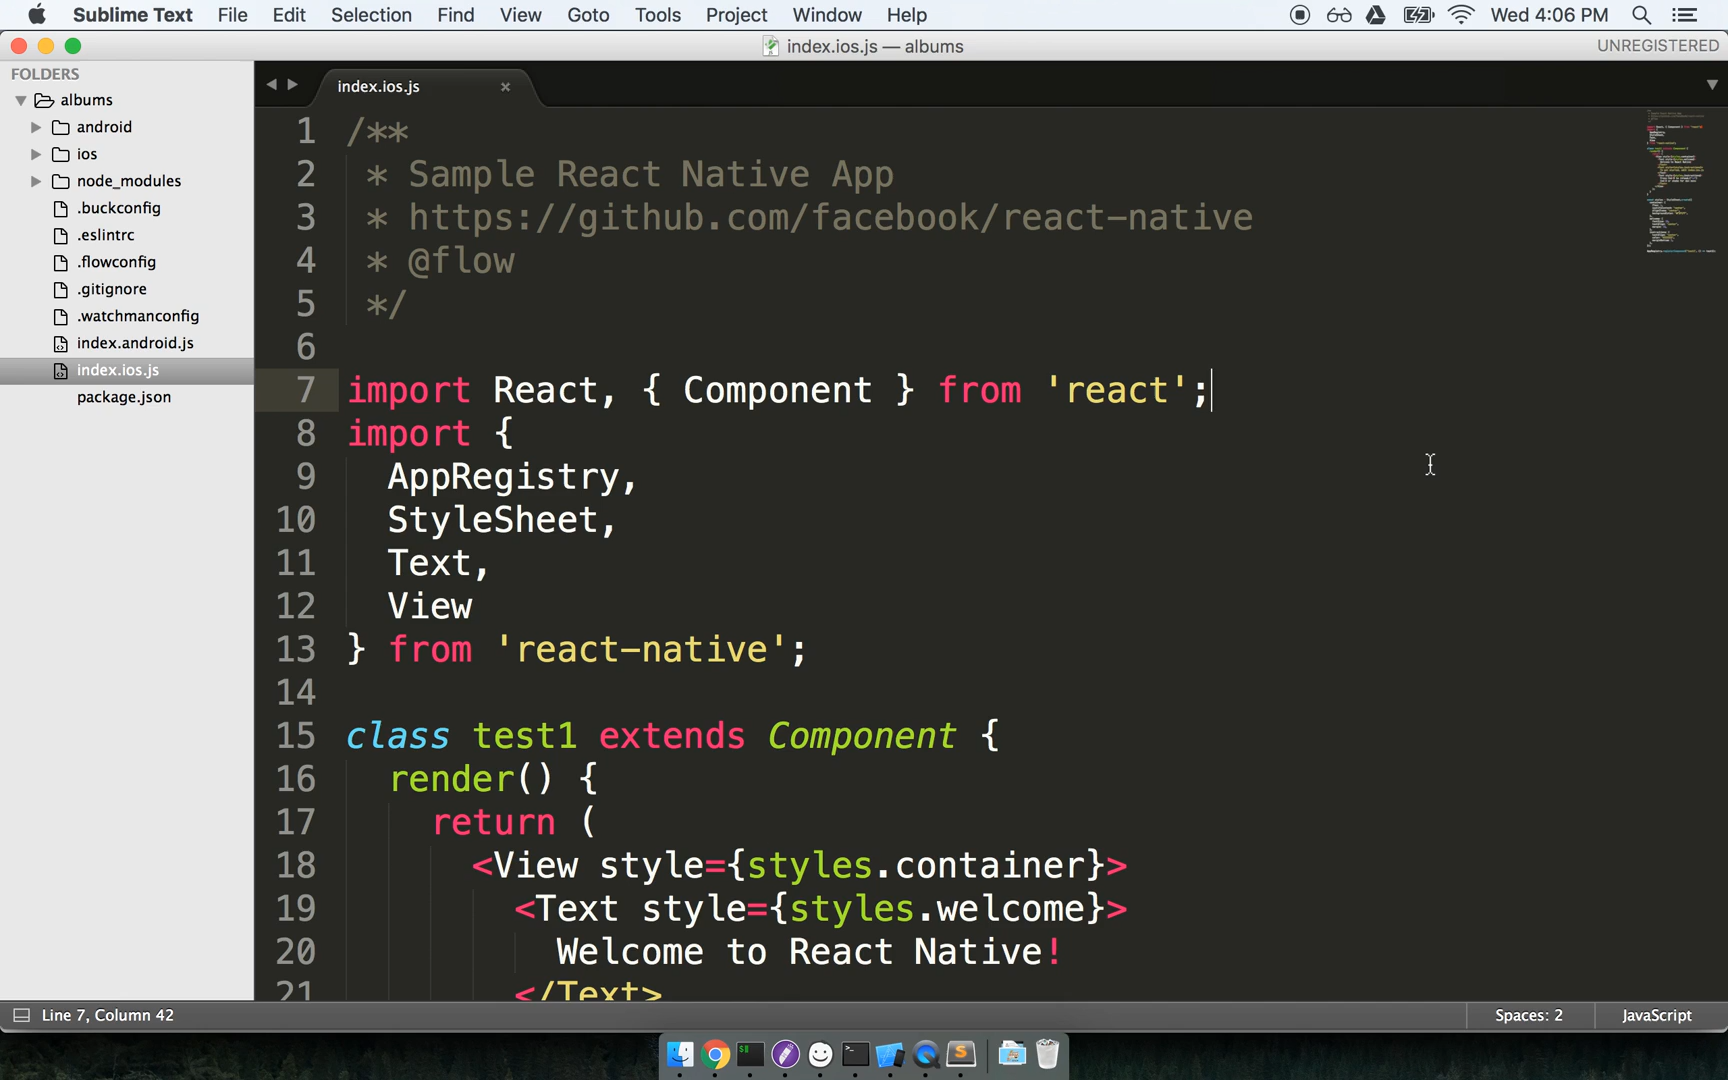 Sublime Text File Edit Selection Find View Goto Tools Project Window Help Wed 4:06 PM
index.ios.js — albums UNREGISTERED
FOLDERS
albums
android
ios
node_modules
.buckconfig
.eslintrc
.flowconfig
.gitignore
.watchmanconfig
index.android.js
index.ios.js
package.json
index.ios.js ×
1 /**
2  * Sample React Native App
3  * https://github.com/facebook/react-native
4  * @flow
5  */
6
7 import React, { Component } from 'react';
8 import {
9   AppRegistry,
10   StyleSheet,
11   Text,
12   View
13 } from 'react-native';
14
15 class test1 extends Component {
16   render() {
17     return (
18       <View style={styles.container}>
19         <Text style={styles.welcome}>
20           Welcome to React Native!
21         </Text>
Line 7, Column 42 Spaces: 2 JavaScript